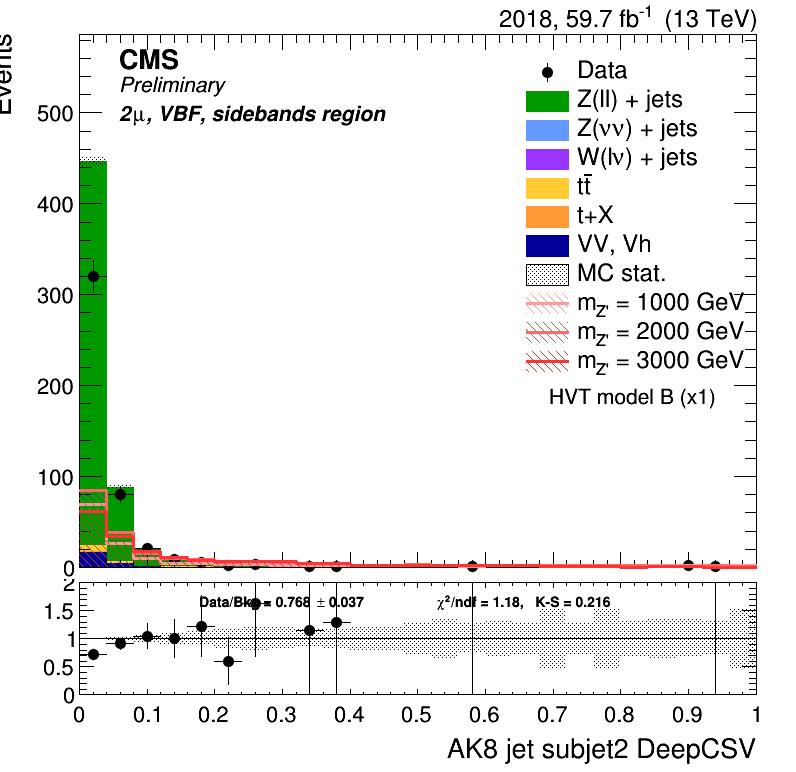 2018, 59.7 fb⁻¹ (13 TeV)
Events
CMS
Preliminary
2μ, VBF, sidebands region
Data
Z(ll) + jets
Z(νν) + jets
W(lν) + jets
tt̄
t+X
VV, Vh
MC stat.
m_Z' = 1000 GeV
m_Z' = 2000 GeV
m_Z' = 3000 GeV
HVT model B (x1)
500
400
300
200
100
0
2
1.5
1
0.5
0
Data/Bkg = 0.768 ± 0.037
χ²/ndf = 1.18, K-S = 0.216
0 0.1 0.2 0.3 0.4 0.5 0.6 0.7 0.8 0.9 1
AK8 jet subjet2 DeepCSV